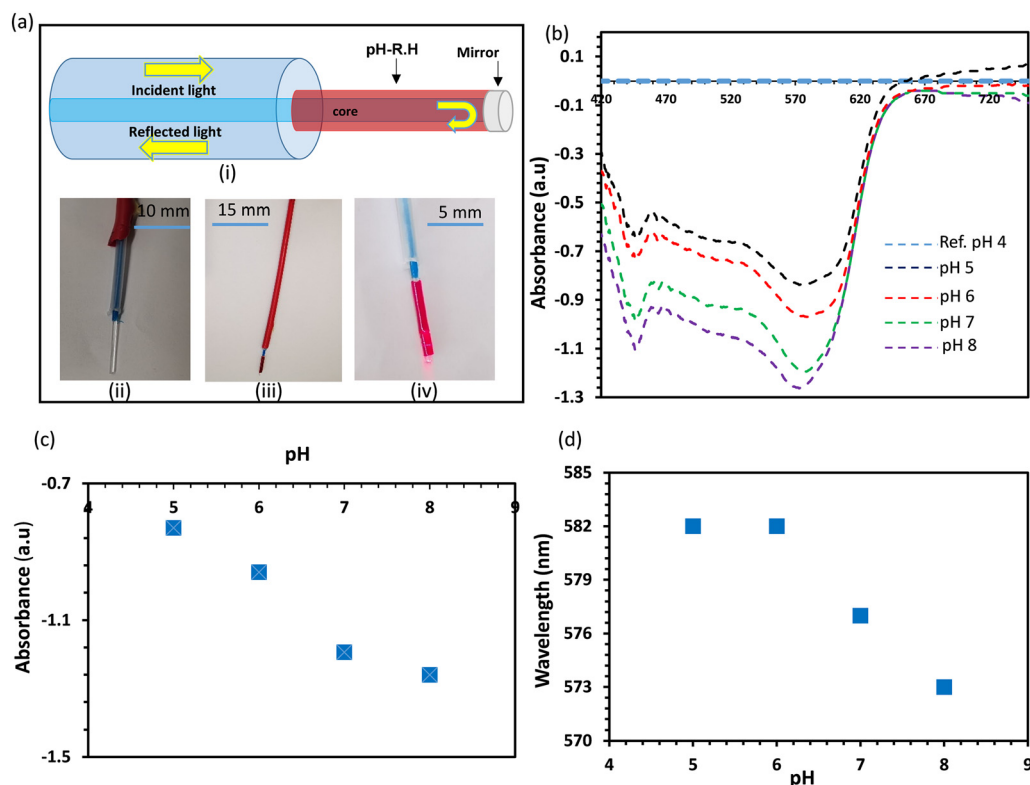 (a)
pH-R.H
Mirror
Incident light
core
Reflected light
(i)
10 mm
15 mm
5 mm
(ii)
(iii)
(iv)
(b)
0.1
-0.1
-0.3
-0.5
-0.7
-0.9
-1.1
-1.3
420
470
520
570
620
670
720
Absorbance (a.u)
Ref. pH 4
pH 5
pH 6
pH 7
pH 8
(c)
pH
-0.7
-1.1
-1.5
4 5 6 7 8 9
Absorbance (a.u)
(d)
585
582
579
576
573
570
Wavelength (nm)
4 5 6 7 8 9
pH